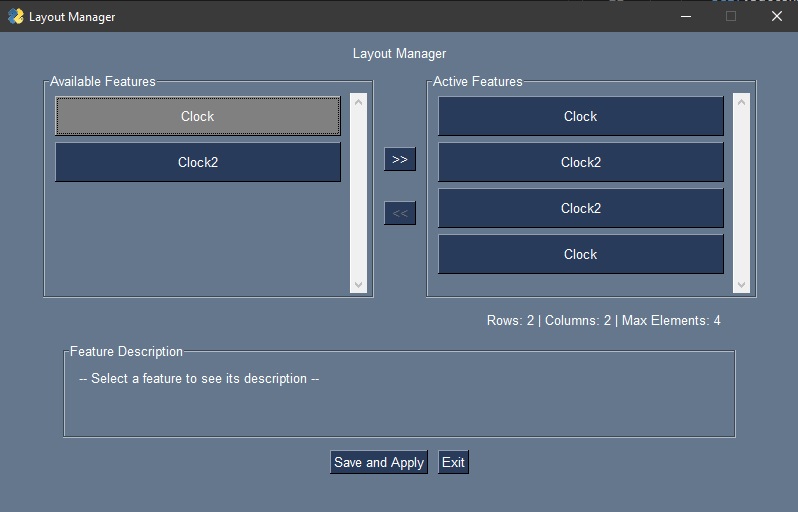 Layout Manager
Layout Manager
Available Features
Clock
Clock2
>>
<<
Active Features
Clock
Clock2
Clock2
Clock
Rows: 2 | Columns: 2 | Max Elements: 4
Feature Description
-- Select a feature to see its description --
Save and Apply
Exit